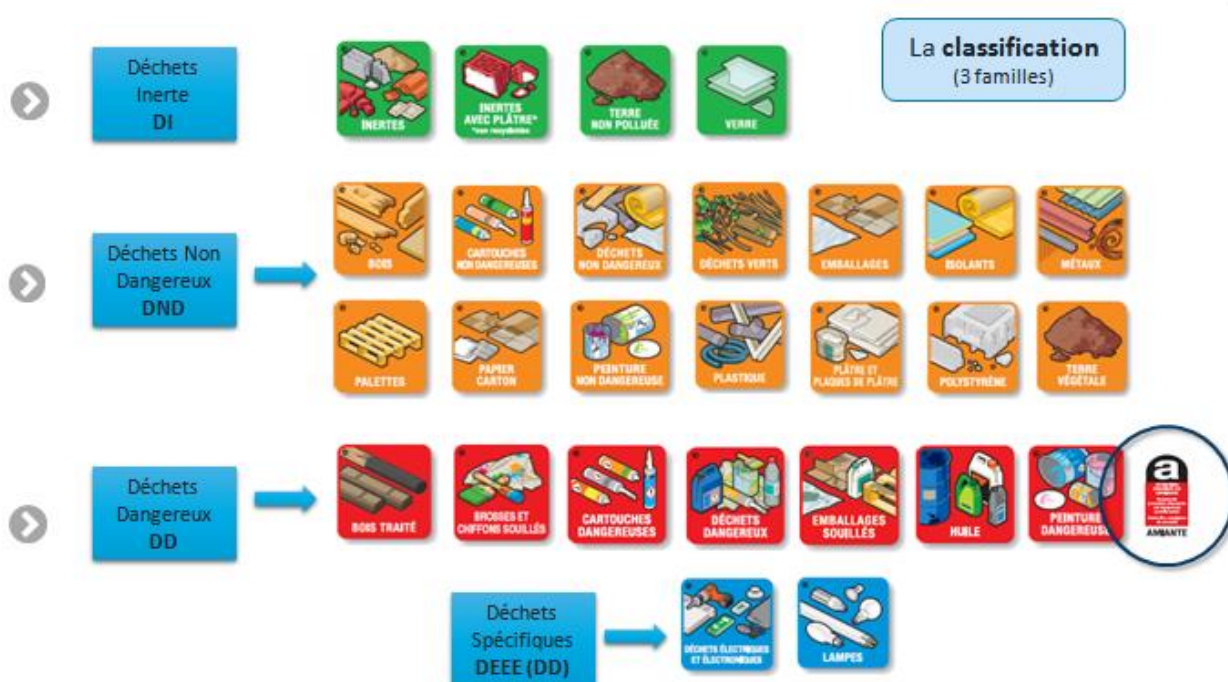 La classification
(3 familles)
Déchets
Inerte
DI
INERTES
INERTES
AVEC PLÂTRE*
*non recyclables
TERRE
NON POLLUÉE
VERRE
Déchets Non
Dangereux
DND
BOIS
CARTOUCHES
NON DANGEREUSES
DÉCHETS
NON DANGEREUX
DÉCHETS VERTS
EMBALLAGES
ISOLANTS
MÉTAUX
PALETTES
PAPIER
CARTON
PEINTURE
NON DANGEREUSE
PLASTIQUE
PLÂTRE ET
PLAQUES DE PLÂTRE
POLYSTYRÈNE
TERRE
VÉGÉTALE
Déchets
Dangereux
DD
BOIS TRAITÉ
BROSSES ET
CHIFFONS SOUILLÉS
CARTOUCHES
DANGEREUSES
DÉCHETS
DANGEREUX
EMBALLAGES
SOUILLÉS
HUILE
PEINTURE
DANGEREUSE
a
AMIANTE
Déchets
Spécifiques
DEEE (DD)
DÉCHETS ÉLECTRIQUES
ET ÉLECTRONIQUES
LAMPES